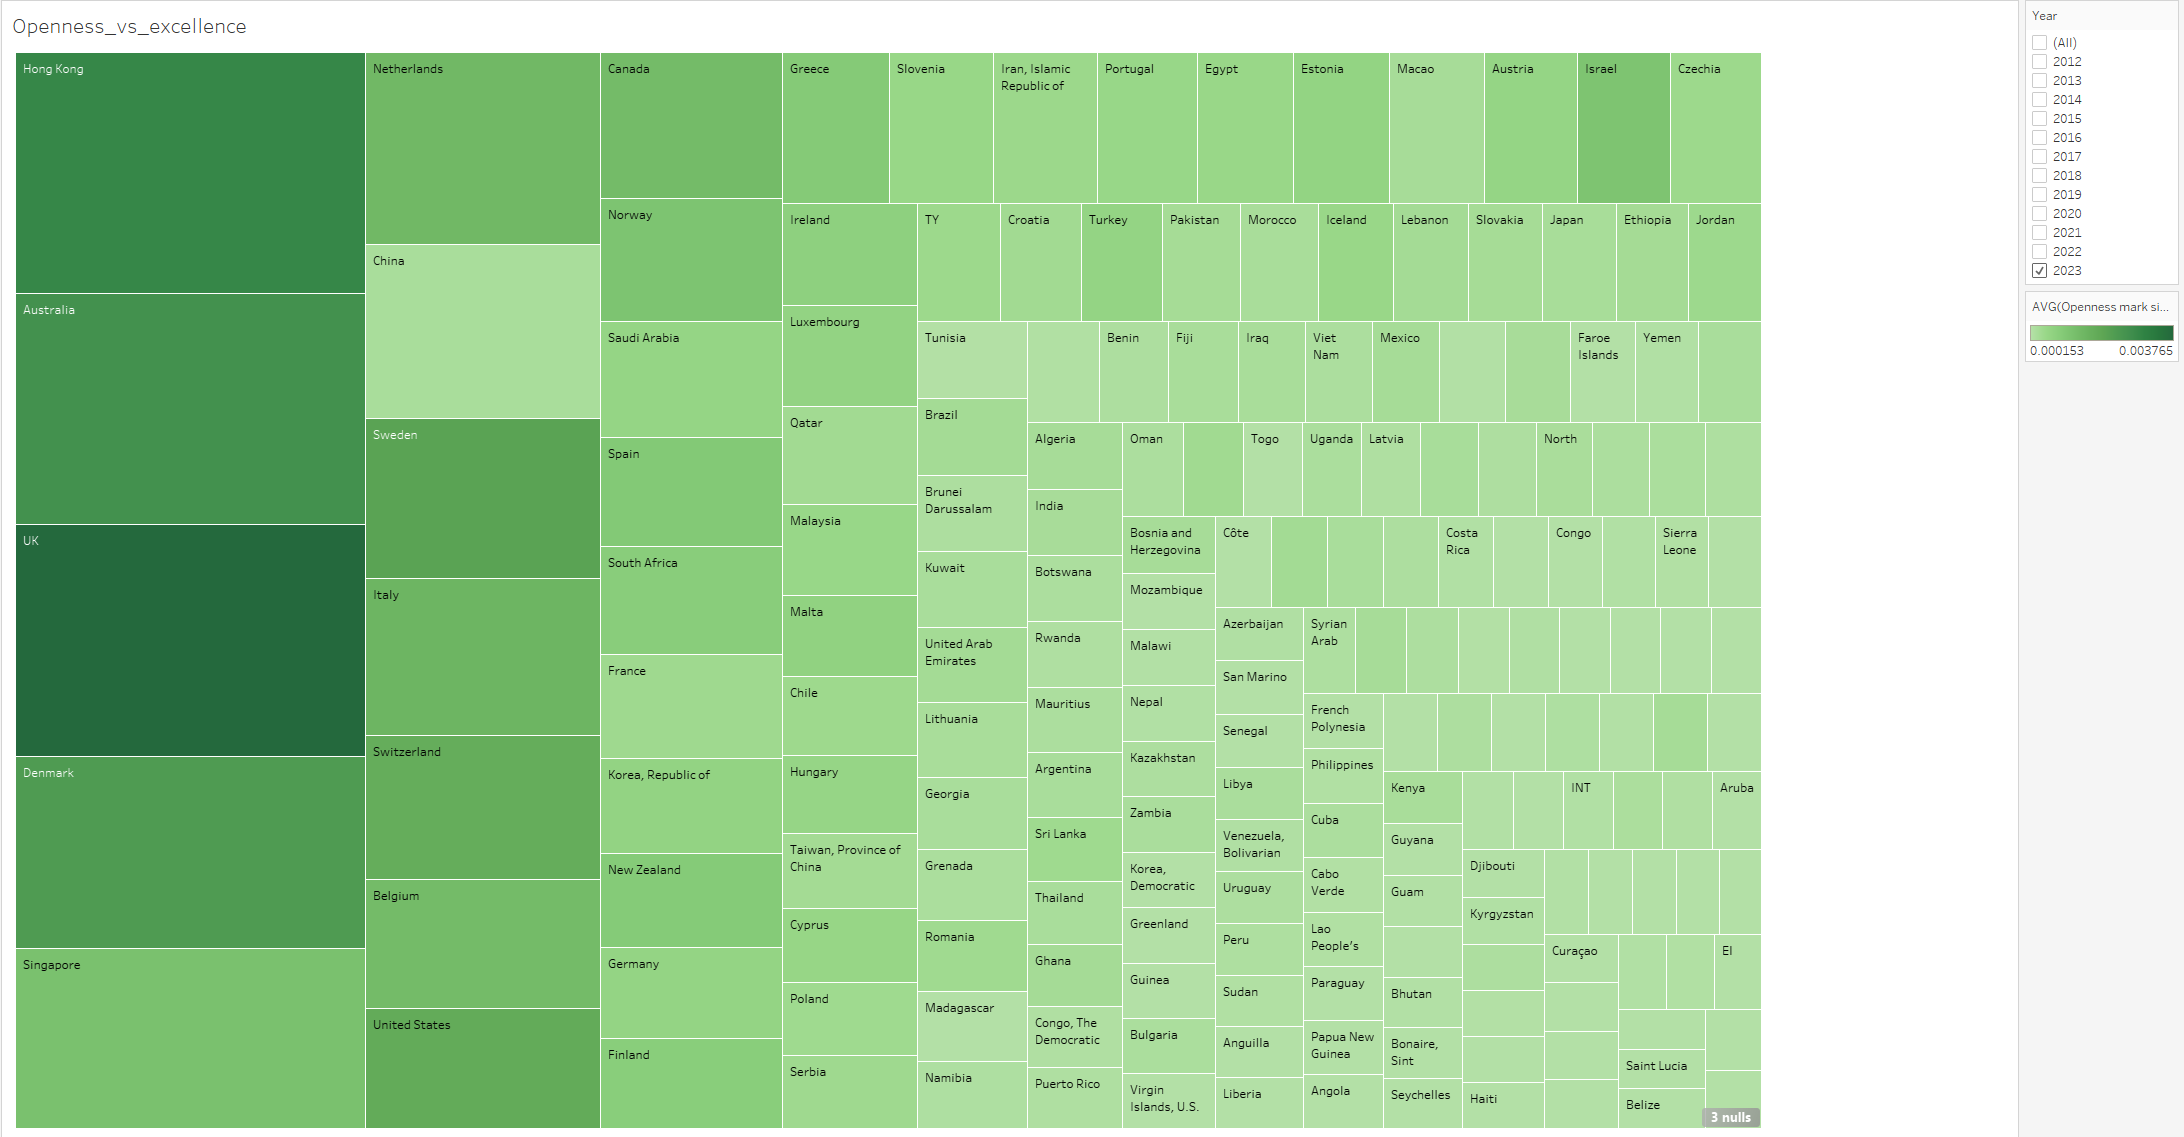 Openness_vs_excellence
Hong Kong
Australia
UK
Denmark
Singapore
Netherlands
China
Sweden
Italy
Switzerland
Belgium
United States
Canada
Norway
Saudi Arabia
Spain
South Africa
France
Korea, Republic of
New Zealand
Germany
Finland
Greece
Slovenia
Iran, Islamic
Republic of
Portugal
Egypt
Estonia
Macao
Austria
Israel
Czechia
Ireland
Luxembourg
Qatar
Malaysia
Malta
Chile
Hungary
Taiwan, Province of
China
Cyprus
Poland
Serbia
TY
Croatia
Turkey
Pakistan
Morocco
Iceland
Lebanon
Slovakia
Japan
Ethiopia
Jordan
Tunisia
Brazil
Brunei
Darussalam
Kuwait
United Arab
Emirates
Lithuania
Georgia
Grenada
Romania
Madagascar
Namibia
Benin
Fiji
Iraq
Viet
Nam
Mexico
Faroe
Islands
Yemen
Algeria
India
Botswana
Rwanda
Mauritius
Argentina
Sri Lanka
Thailand
Ghana
Congo, The
Democratic
Puerto Rico
Oman
Togo
Uganda
Latvia
North
Bosnia and
Herzegovina
Mozambique
Malawi
Nepal
Kazakhstan
Zambia
Korea,
Democratic
Greenland
Guinea
Bulgaria
Virgin
Islands, U.S.
Côte
Costa
Rica
Congo
Sierra
Leone
Azerbaijan
San Marino
Senegal
Libya
Venezuela,
Bolivarian
Uruguay
Peru
Sudan
Anguilla
Liberia
Syrian
Arab
French
Polynesia
Philippines
Cuba
Cabo
Verde
Lao
People's
Paraguay
Papua New
Guinea
Angola
Kenya
Guyana
Guam
Bhutan
Bonaire,
Sint
Seychelles
INT
Aruba
Djibouti
Kyrgyzstan
Haiti
Curaçao
El
Saint Lucia
Belize
3 nulls
Year
(All)
2012
2013
2014
2015
2016
2017
2018
2019
2020
2021
2022
2023
AVG(Openness mark si...
0.000153 0.003765